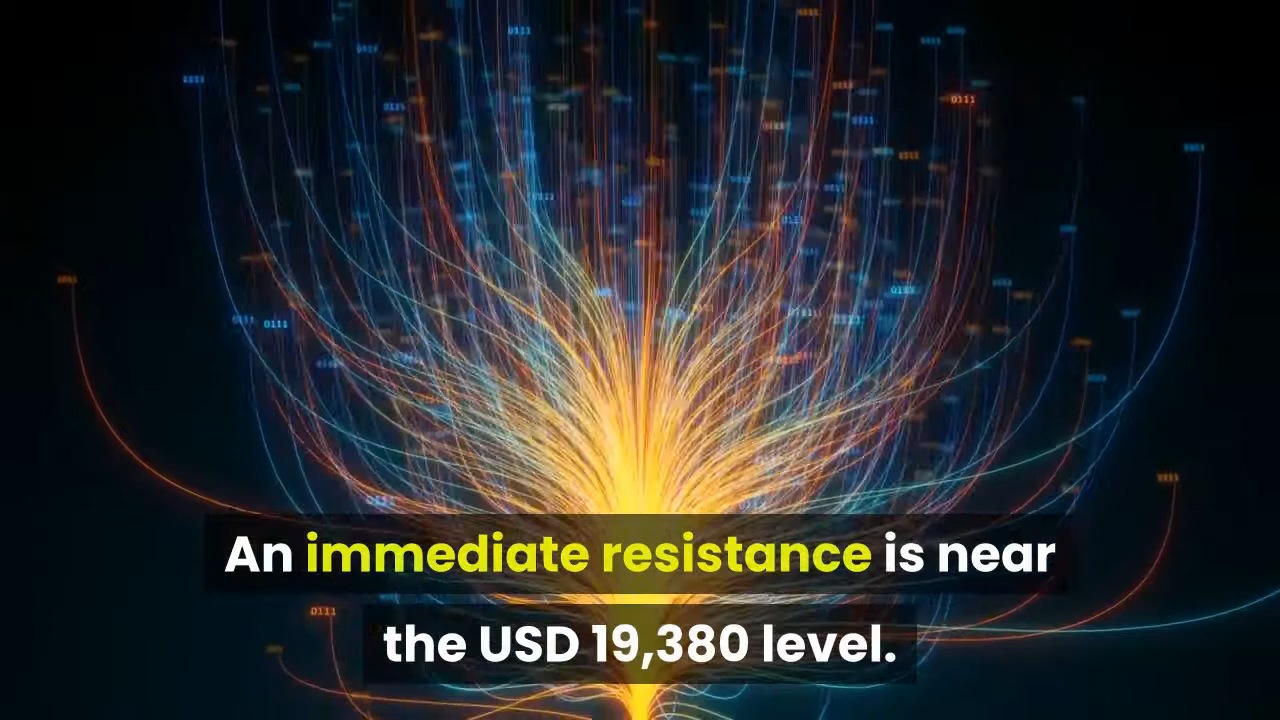 An immediate resistance is near
the USD 19,380 level.